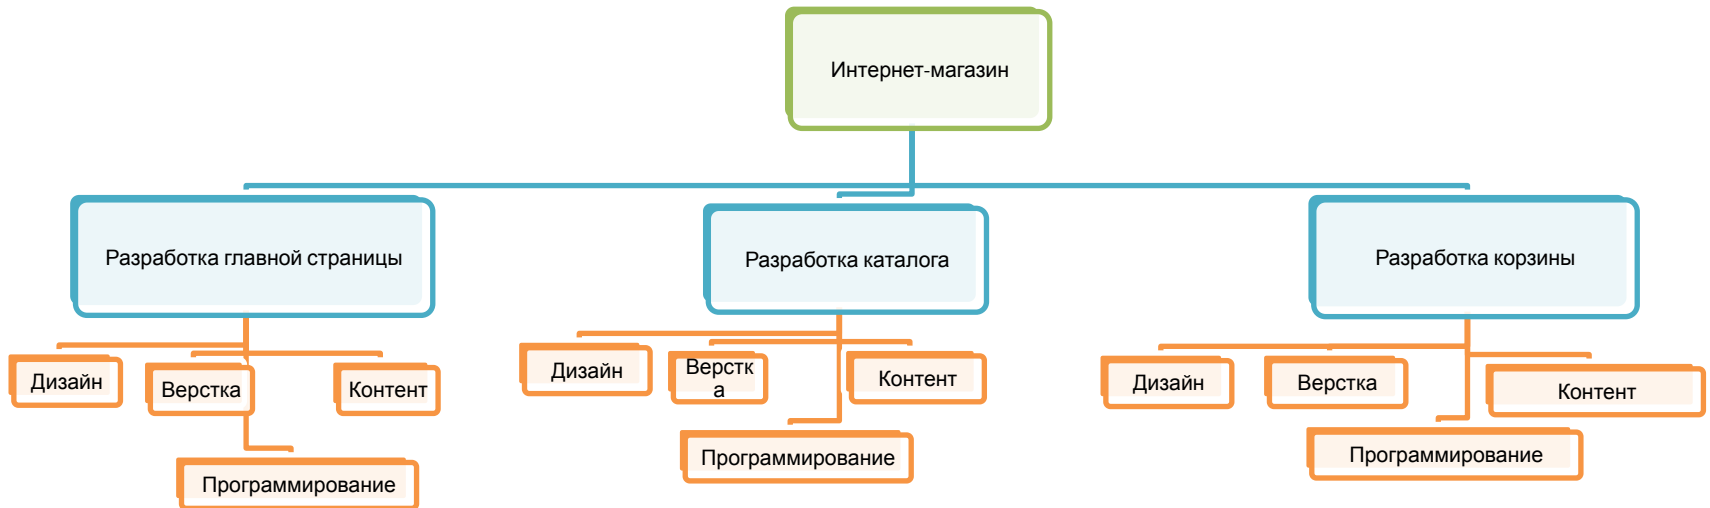 Интернет-магазин
Разработка главной страницы
Разработка каталога
Разработка корзины
Дизайн
Верстка
Контент
Программирование
Дизайн
Верстк
а
Контент
Программирование
Дизайн
Верстка
Контент
Программирование